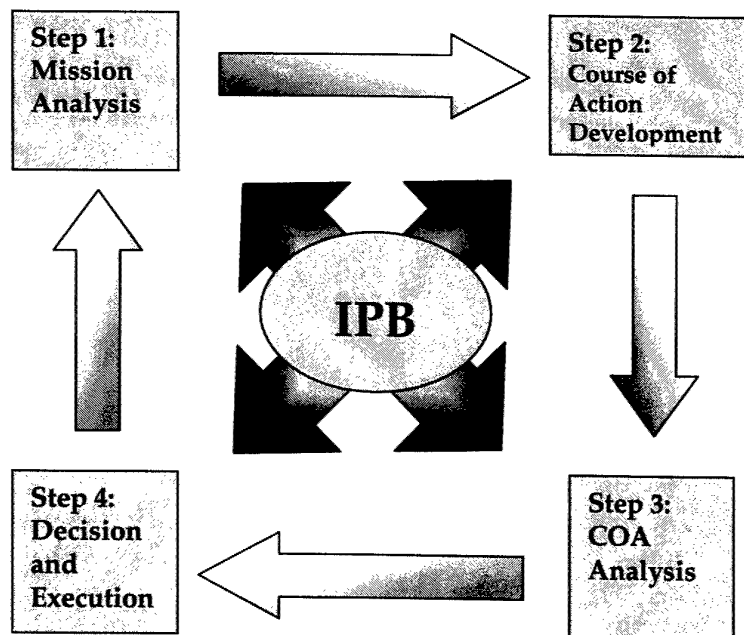 Step 1:
Mission
Analysis
Step 2:
Course of
Action
Development
IPB
Step 4:
Decision
and
Execution
Step 3:
COA
Analysis